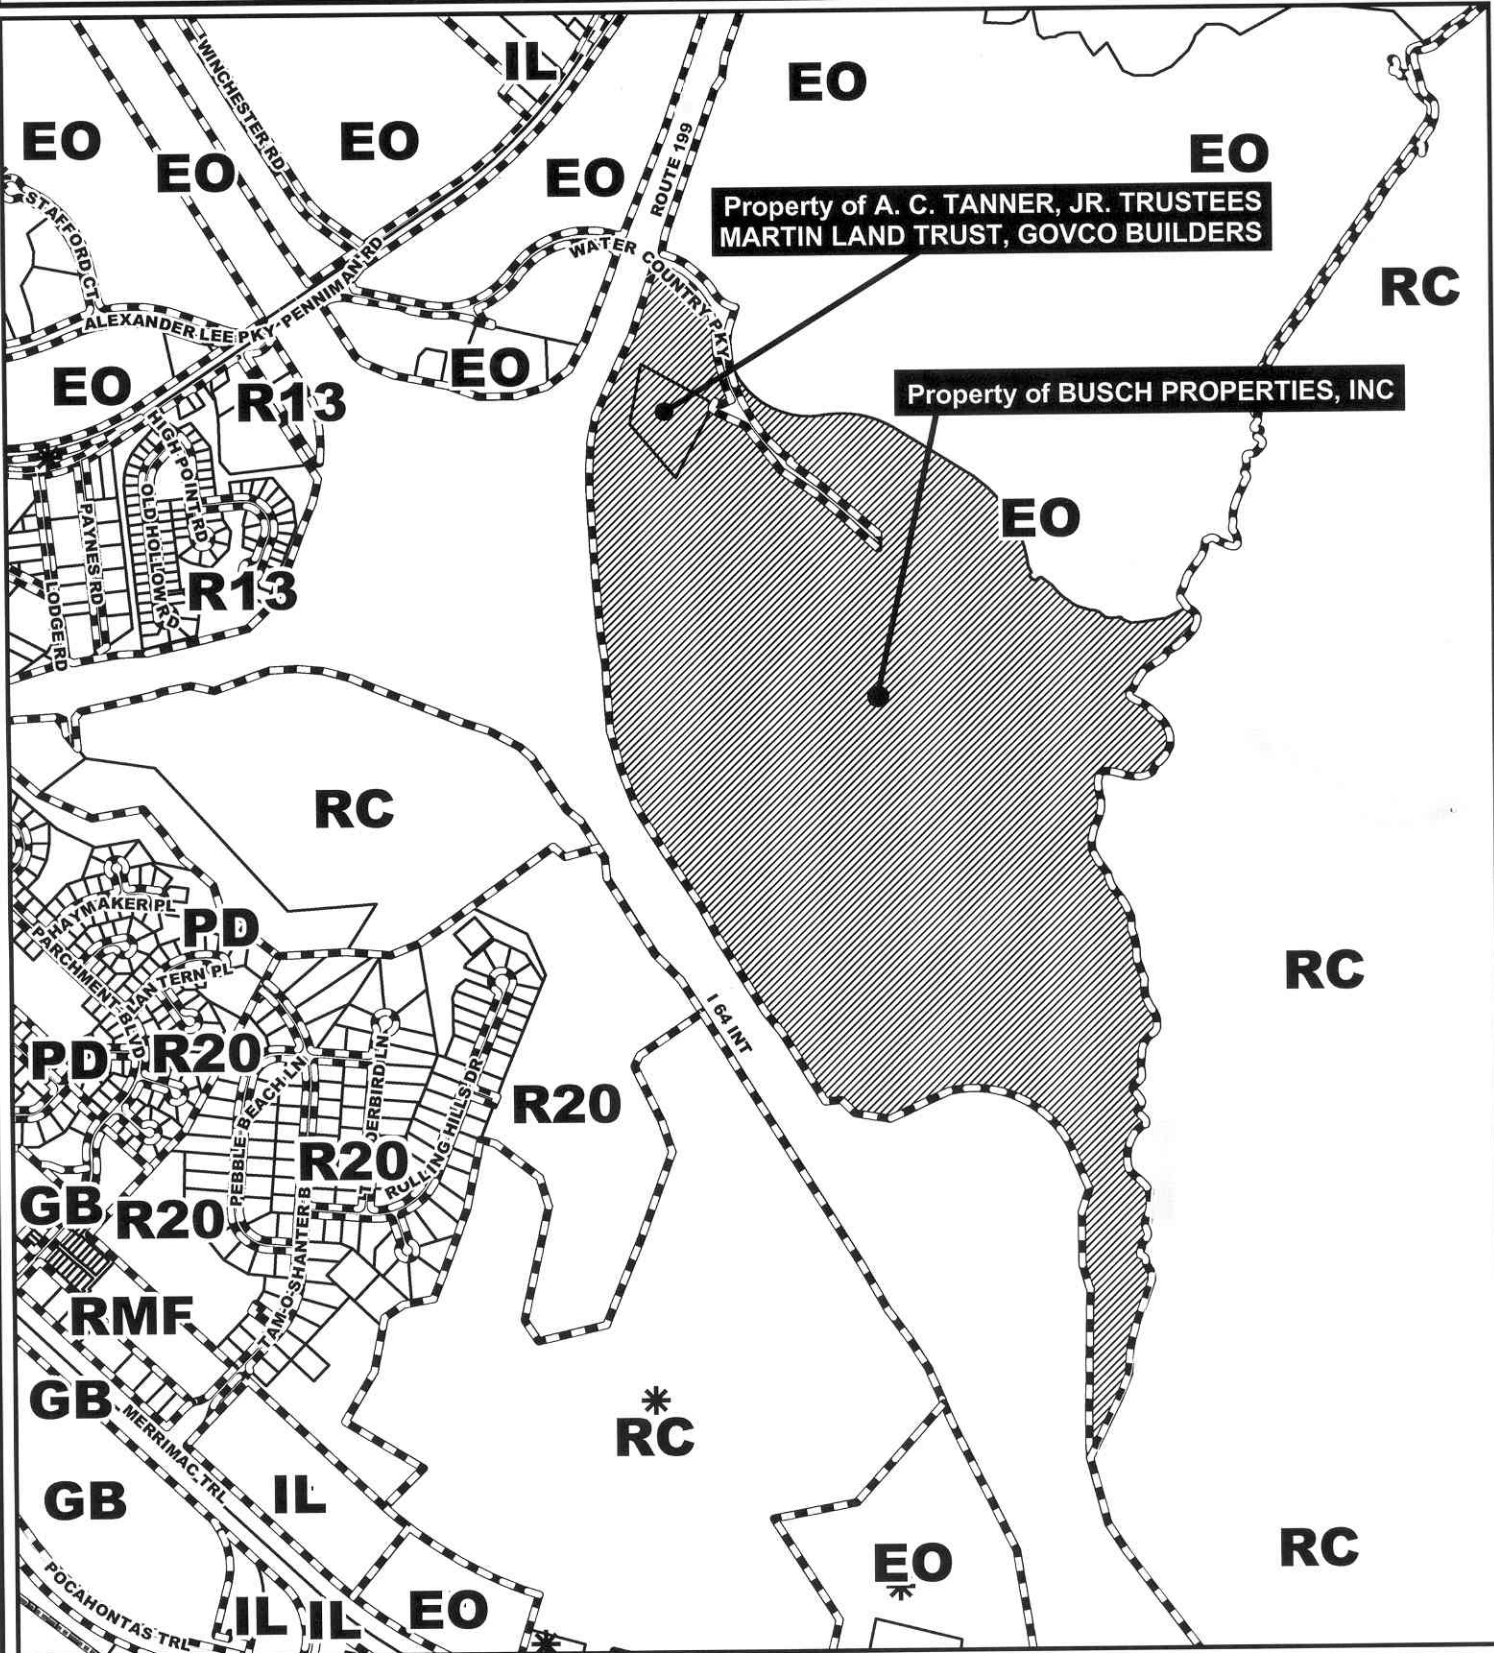 IL
EO
WINCHESTER RD
EO
EO
EO
EO
EO
ROUTE 199
STAFFORD CT
Property of A. C. TANNER, JR. TRUSTEES
MARTIN LAND TRUST, GOVCO BUILDERS
WATER COUNTRY PKY
RC
ALEXANDER LEE PKY
PENNIMAN RD
EO
EO
R13
Property of BUSCH PROPERTIES, INC
HIGH POINT RD
OLD HOLLOW RD
PAYNES RD
LODGE RD
EO
R13
RC
HAYMAKER PL
PD
PARCHMENT BLVD
LANTERN PL
RC
I 64 INT
PD
R20
PEBBLE BEACH LN
DERBIRD LN
ROLLING HILLS DR
R20
R20
GB
R20
TAM-O-SHANTER B
RMF
GB
MERRIMAC TRL
RC
GB
IL
EO
RC
POCAHONTAS TRL
IL
IL
EO